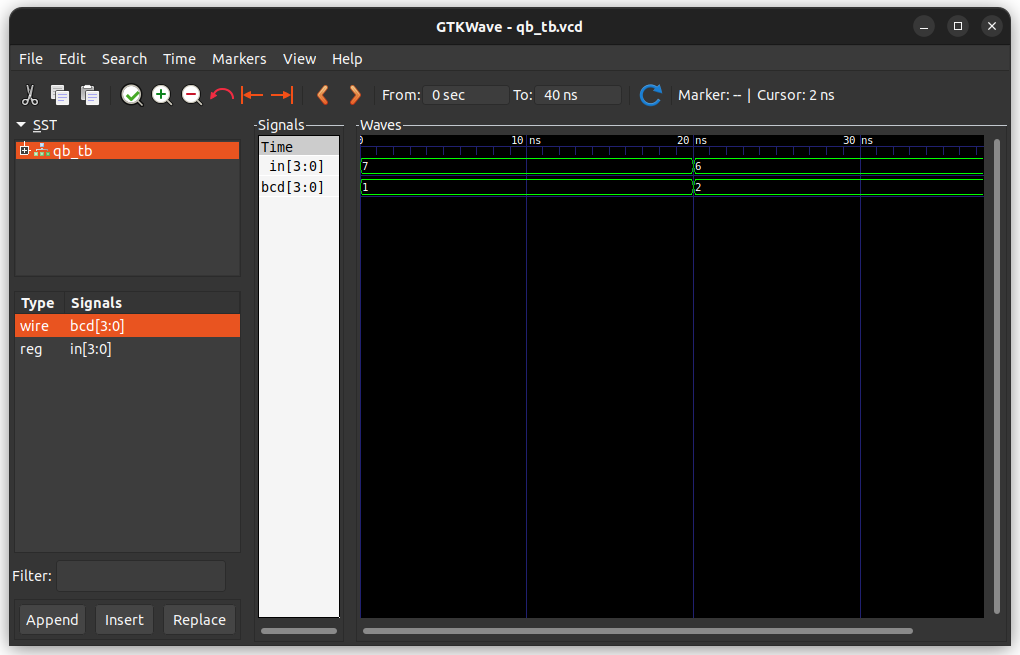 GTKWave - qb_tb.vcd
File Edit Search Time Markers View Help
From: 0 sec To: 40 ns Marker: -- | Cursor: 2 ns
SST
qb_tb
Type Signals
wire bcd[3:0]
reg in[3:0]
Filter:
Append Insert Replace
Signals
Time
in[3:0]
bcd[3:0]
Waves
0 10 ns 20 ns 30 ns
7 6
1 2